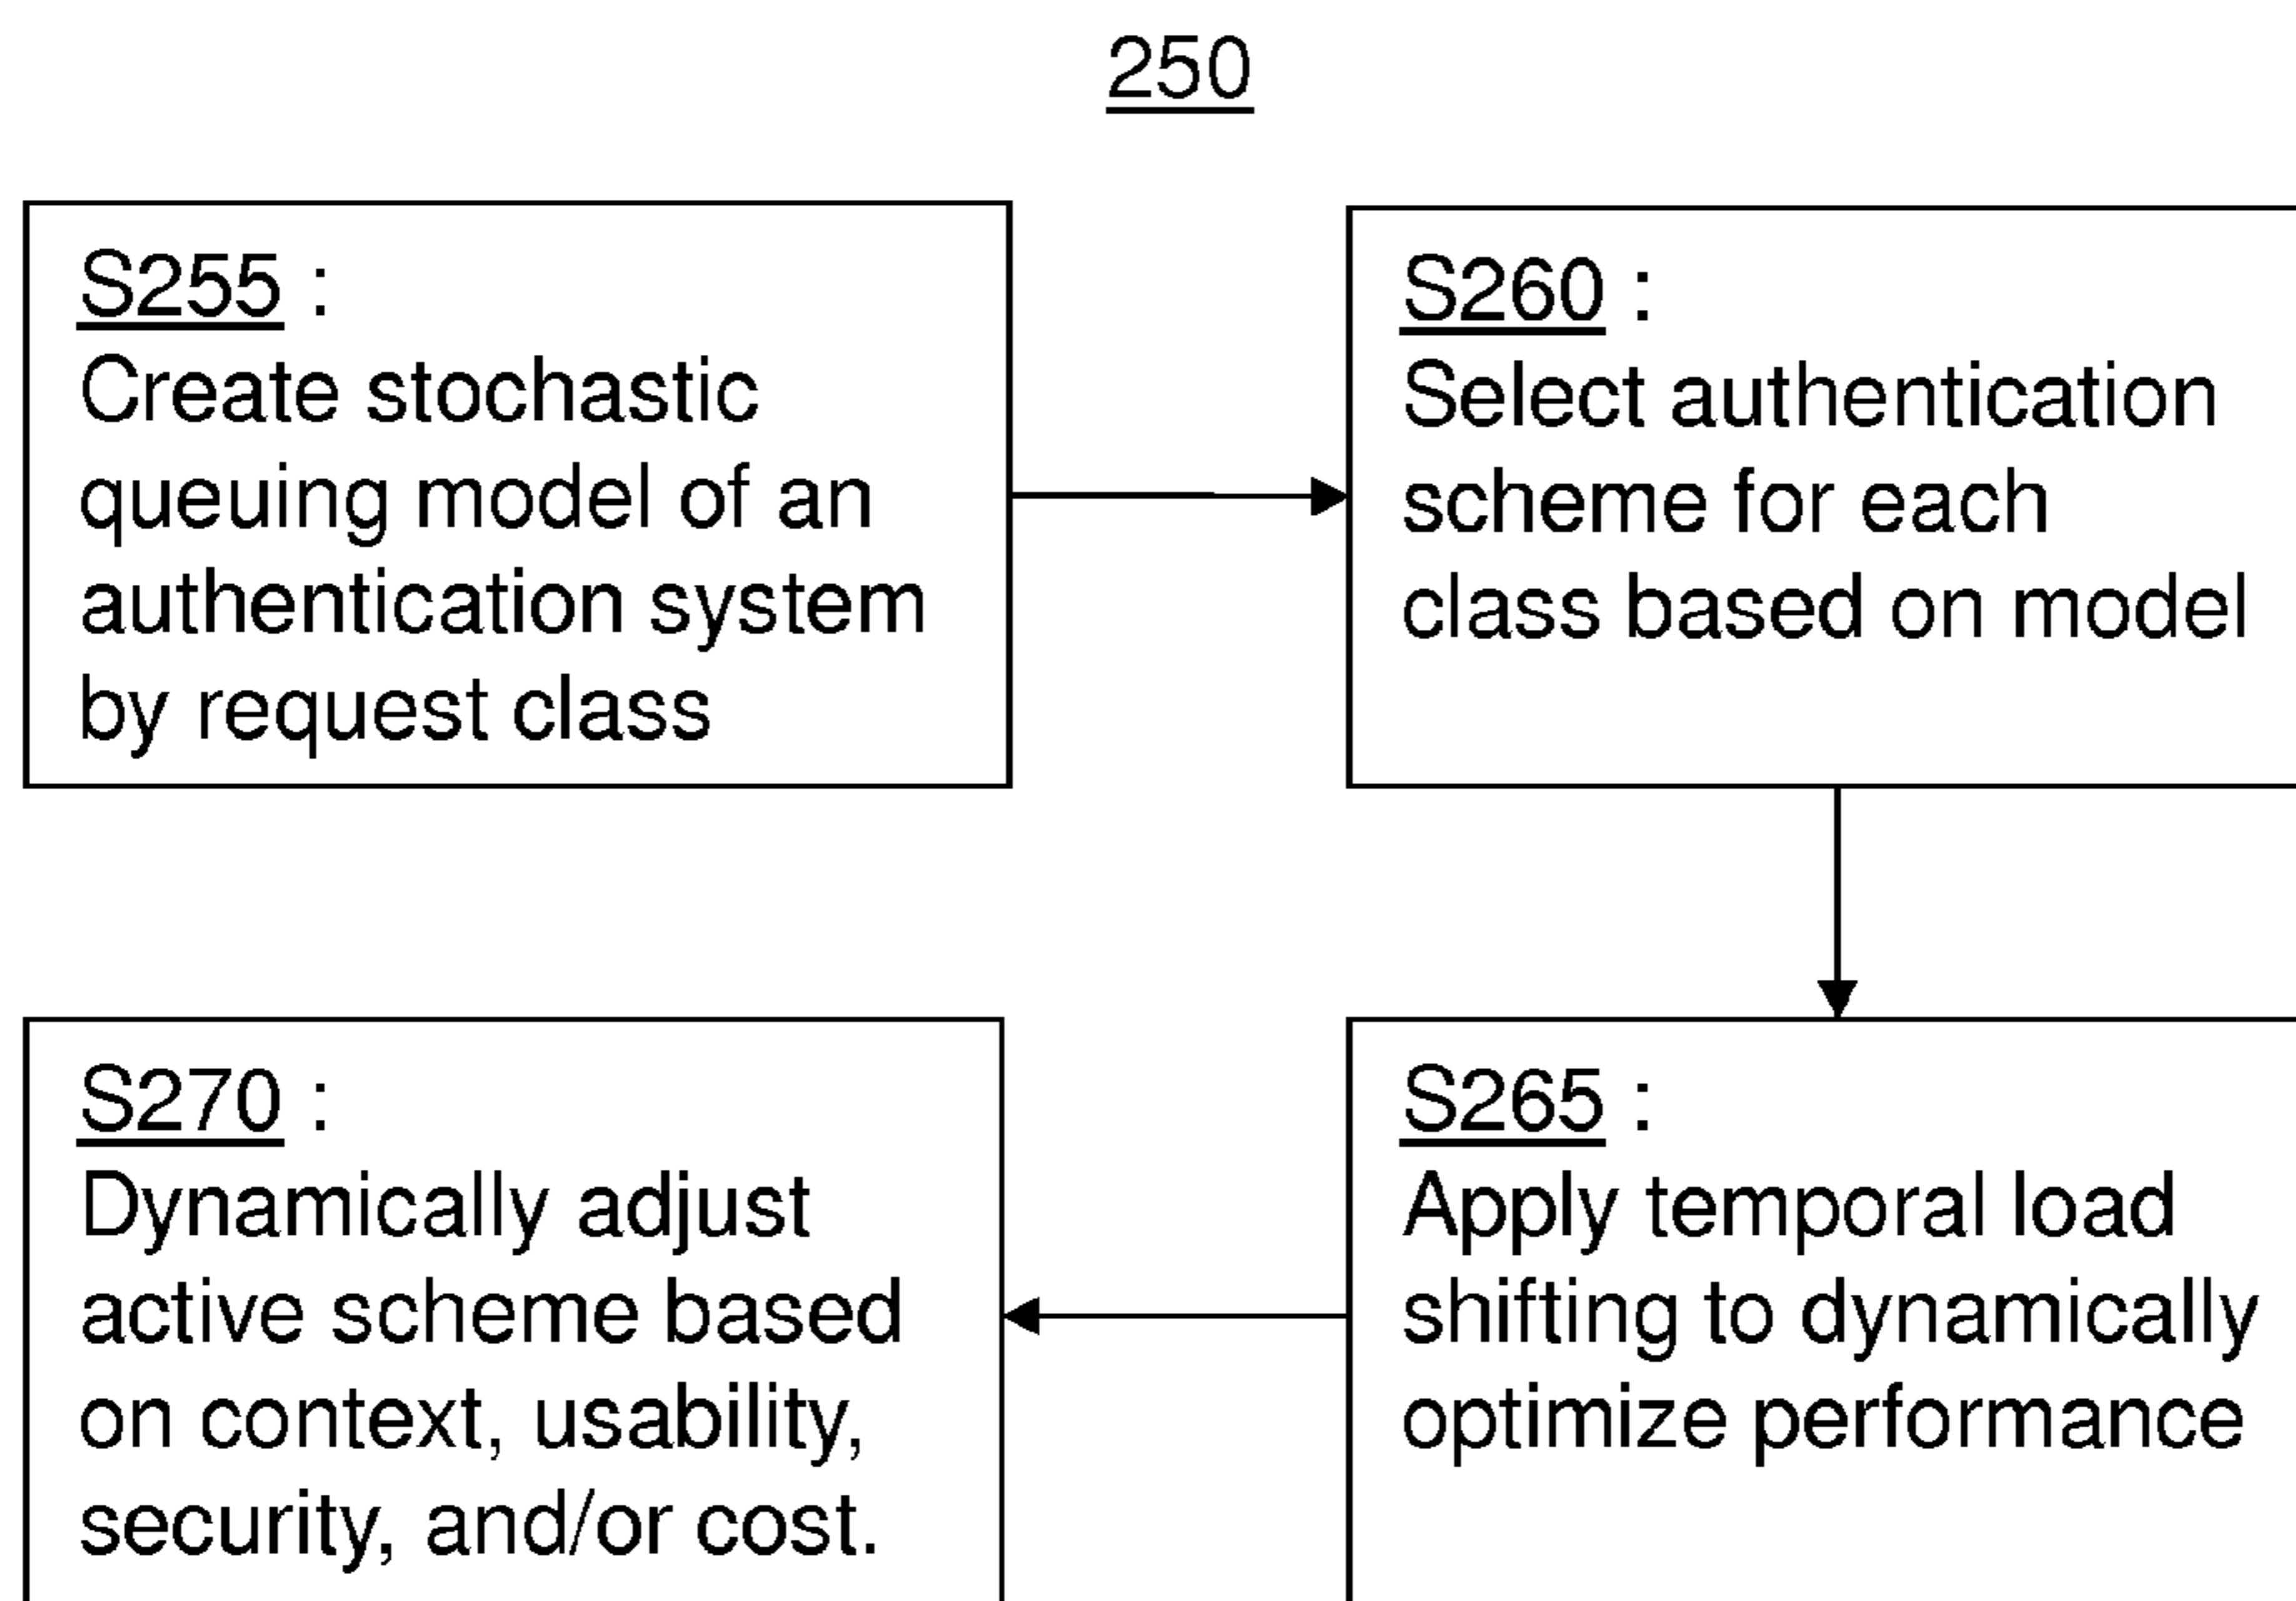 250
S255 :
Create stochastic
queuing model of an
authentication system
by request class
S260 :
Select authentication
scheme for each
class based on model
S265 :
Apply temporal load
shifting to dynamically
optimize performance
S270 :
Dynamically adjust
active scheme based
on context, usability,
security, and/or cost.